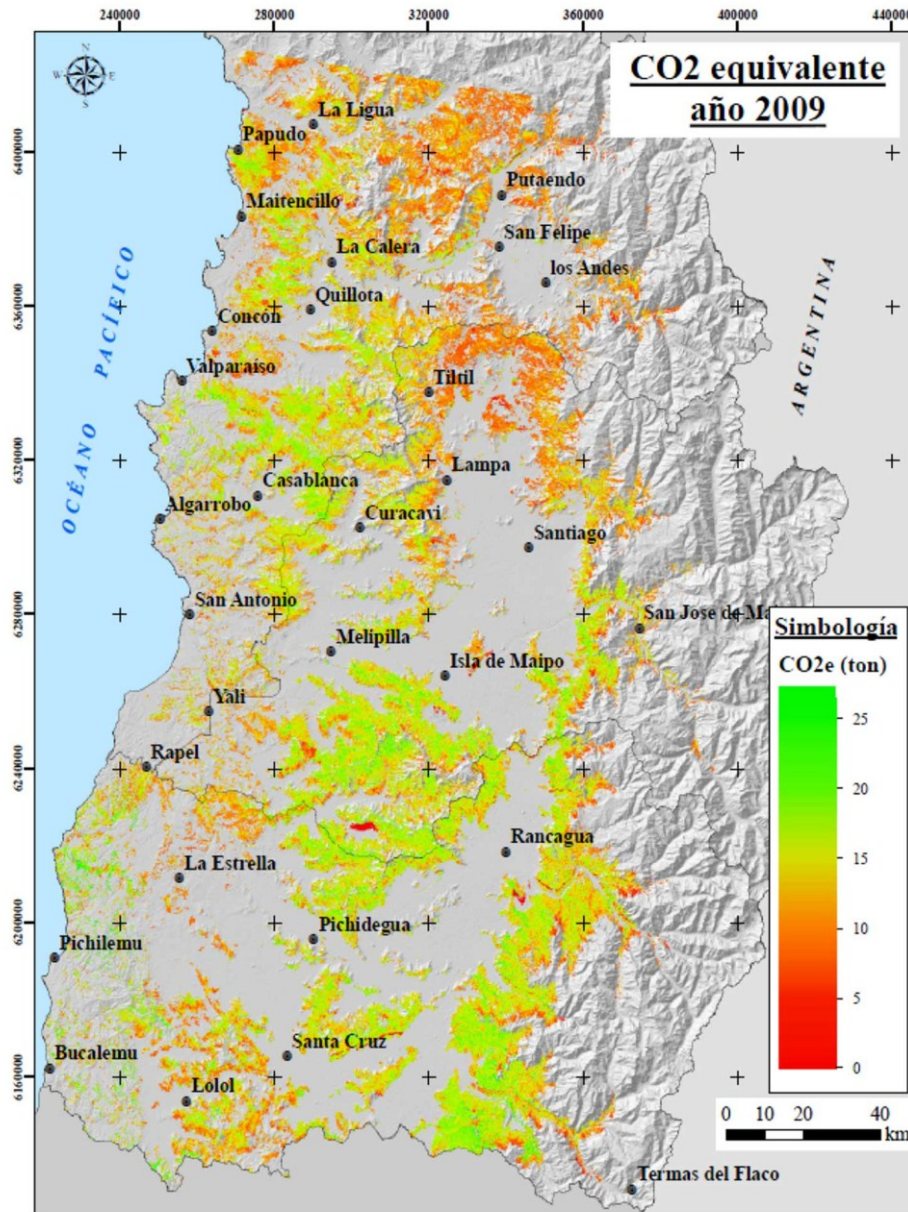 240000
280000
320000
360000
400000
440000
N
W
E
S
CO2 equivalente
año 2009
La Ligua
Papudo
6400000
Putaendo
Maitencillo
San Felipe
La Calera
los Andes
Quillota
6360000
Concón
Valparaíso
Tiltil
OCÉANO PACÍFICO
ARGENTINA
6320000
Lampa
Casablanca
Algarrobo
Curacavi
Santiago
6280000
San Antonio
San Jose de Ma
Melipilla
Isla de Maipo
Simbología
CO2e (ton)
25
20
15
10
5
0
Yali
Rapel
6240000
Rancagua
La Estrella
6200000
Pichidegua
Pichilemu
Santa Cruz
Bucalemu
6160000
Lolol
0 10 20 40
km
Termas del Flaco